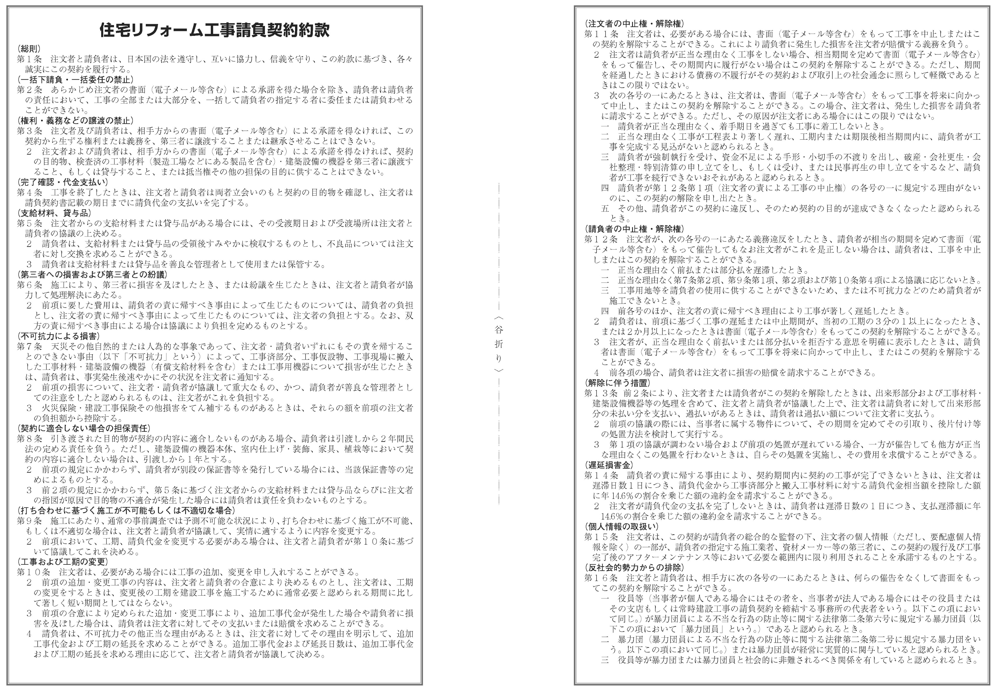 住宅リフォーム工事請負契約約款
(総則)
第１条　注文者と請負者は、日本国の法を遵守し、互いに協力し、信義を守り、この約款に基づき、各々
誠実にこの契約を履行する。
(一括下請負・一括委任の禁止)
第２条　あらかじめ注文者の書面（電子メール等含む）による承諾を得た場合を除き、請負者は請負者
の責任において、工事の全部または大部分を、一括して請負者の指定する者に委任または請負わせる
ことができない。
(権利・義務などの譲渡の禁止)
第３条　注文者及び請負者は、相手方からの書面（電子メール等含む）による承諾を得なければ、この
契約から生ずる権利または義務を、第三者に譲渡することまたは継承させることはできない。
２　注文者および請負者は、相手方からの書面（電子メール等含む）による承諾を得なければ、契約
の目的物、検査済の工事材料（製造工場などにある製品を含む）・建築設備の機器を第三者に譲渡す
ること、もしくは貸与すること、または抵当権その他の担保の目的に供することはできない。
(完了確認・代金支払い)
第４条　工事を終了したときは、注文者と請負者は両者立会いのもと契約の目的物を確認し、注文者は
請負契約書記載の期日までに請負代金の支払いを完了する。
(支給材料、貸与品)
第５条　注文者からの支給材料または貸与品がある場合には、その受渡期日および受渡場所は注文者と
請負者の協議の上決める。
２　請負者は、支給材料または貸与品の受領後すみやかに検収するものとし、不良品については注文
者に対し交換を求めることができる。
３　請負者は支給材料または貸与品を善良な管理者として使用または保管する。
(第三者への損害および第三者との紛議)
第６条　施工により、第三者に損害を及ぼしたとき、または紛議を生じたときは、注文者と請負者が協
力して処理解決にあたる。
２　前項に要した費用は、請負者の責に帰すべき事由によって生じたものについては、請負者の負担
とし、注文者の責に帰すべき事由によって生じたものについては、注文者の負担とする。なお、双
方の責に帰すべき事由による場合は協議により負担を定めるものとする。
(不可抗力による損害)
第７条　天災その他自然的または人為的な事象であって、注文者・請負者いずれにもその責を帰するこ
とのできない事由（以下「不可抗力」という）によって、工事済部分、工事仮設物、工事現場に搬入
した工事材料・建築設備の機器（有償支給材料を含む）または工事用機器について損害が生じたとき
は、請負者は、事実発生後速やかにその状況を注文者に通知する。
２　前項の損害について、注文者・請負者が協議して重大なもの、かつ、請負者が善良な管理者とし
ての注意をしたと認められるものは、注文者がこれを負担する。
３　火災保険・建設工事保険その他損害をてん補するものがあるときは、それらの額を前項の注文者
の負担額から控除する。
(契約に適合しない場合の担保責任)
第８条　引き渡された目的物が契約の内容に適合しないものがある場合、請負者は引渡しから２年間民
法の定める責任を負う。ただし、建築設備の機器本体、室内仕上げ・装飾、家具、植栽等において契
約の内容に適合しない場合は、引渡しから１年とする。
２　前項の規定にかかわらず、請負者が別段の保証書等を発行している場合には、当該保証書等の定
めによるものとする。
３　前２項の規定にかかわらず、第５条に基づく注文者からの支給材料または貸与品ならびに注文者
の指図が原因で目的物の不適合が発生した場合には請負者は責任を負わないものとする。
(打ち合わせに基づく施工が不可能もしくは不適切な場合)
第９条　施工にあたり、通常の事前調査では予測不可能な状況により、打ち合わせに基づく施工が不可能、
もしくは不適切な場合は、注文者と請負者が協議して、実情に適するように内容を変更する。
２　前項において、工期、請負代金を変更する必要がある場合は、注文者と請負者が第１０条に基づ
いて協議してこれを決める。
(工事および工期の変更)
第１０条　注文者は、必要がある場合には工事の追加、変更を申し入れすることができる。
２　前項の追加・変更工事の内容は、注文者と請負者の合意により決めるものとし、注文者は、工期
の変更をするときは、変更後の工期を建設工事を施工するために通常必要と認められる期間に比し
て著しく短い期間としてはならない。
３　前項の合意により定められた追加・変更工事により、追加工事代金が発生した場合や請負者に損
害を及ぼした場合は、請負者は注文者に対してその支払いまたは賠償を求めることができる。
４　請負者は、不可抗力その他正当な理由があるときは、注文者に対してその理由を明示して、追加
工事代金および工期の延長を求めることができる。追加工事代金および延長日数は、追加工事代金
および工期の延長を求める理由に応じて、注文者と請負者が協議して決める。
〈谷折り〉
(注文者の中止権・解除権)
第１１条　注文者は、必要がある場合には、書面（電子メール等含む）をもって工事を中止しまたはこ
の契約を解除することができる。これにより請負者に発生した損害を注文者が賠償する義務を負う。
２　注文者は請負者が正当な理由なく工事をしない場合、相当期間を定めて書面（電子メール等含む）
をもって催告し、その期間内に履行がない場合はこの契約を解除することができる。ただし、期間
を経過したときにおける債務の不履行がその契約および取引上の社会通念に照らして軽微であると
きはこの限りではない。
３　次の各号の一にあたるときは、注文者は、書面（電子メール等含む）をもって工事を将来に向かっ
て中止し、またはこの契約を解除することができる。この場合、注文者は、発生した損害を請負者
に請求することができる。ただし、その原因が注文者にある場合にはこの限りではない。
一　請負者が正当な理由なく、着手期日を過ぎても工事に着工しないとき。
二　正当な理由なく工事が工程表より著しく遅れ、工期内または期限後相当期間内に、請負者が工
事を完成する見込がないと認められるとき。
三　請負者が強制執行を受け、資金不足による手形・小切手の不渡りを出し、破産・会社更生・会
社整理・特別清算の申し立てをし、もしくは受け、または民事再生の申し立てをするなど、請負
者が工事を続行できないおそれがあると認められるとき。
四　請負者が第１２条第１項（注文者の責による工事の中止権）の各号の一に規定する理由がない
のに、この契約の解除を申し出たとき。
五　その他、請負者がこの契約に違反し、そのため契約の目的が達成できなくなったと認められる
とき。
(請負者の中止権・解除権)
第１２条　注文者が、次の各号の一にあたる義務違反をしたとき、請負者が相当の期間を定めて書面（電
子メール等含む）をもって催告してもなお注文者がこれを是正しない場合は、請負者は、工事を中止
しまたはこの契約を解除することができる。
一　正当な理由なく前払または部分払を遅滞したとき。
二　正当な理由なく第７条第２項、第９条第１項、第２項および第１０条第４項による協議に応じないとき。
三　工事用地等を請負者の使用に供することができないため、または不可抗力などのため請負者が
施工できないとき。
四　前各号のほか、注文者の責に帰すべき理由により工事が著しく遅延したとき。
２　請負者は、前項に基づく工事の遅延または中止期間が、当初の工期の３分の１以上になったとき、
または２か月以上になったときは書面（電子メール等含む）をもってこの契約を解除することができる。
３　注文者が、正当な理由なく前払いまたは部分払いを拒否する意思を明確に表示したときは、請負
者は書面（電子メール等含む）をもって工事を将来に向かって中止し、またはこの契約を解除する
ことができる。
４　前各項の場合、請負者は注文者に損害の賠償を請求することができる。
(解除に伴う措置)
第１３条　前２条により、注文者または請負者がこの契約を解除したときは、出来形部分および工事材料・
建築設備機器等の処理を含めて、注文者と請負者が協議した上で、注文者は請負者に対して出来形部
分の未払い分を支払い、過払いがあるときは、請負者は過払い額について注文者に支払う。
２　前項の協議の際には、当事者に属する物件について、その期間を定めてその引取り、後片付け等
の処置方法を検討して実行する。
３　第１項の協議が調わない場合および前項の処置が遅れている場合、一方が催告しても他方が正当
な理由なくこの処置を行わないときは、自らその処置を実施し、その費用を求償することができる。
(遅延損害金)
第１４条　請負者の責に帰する事由により、契約期間内に契約の工事が完了できないときは、注文者は
遅滞日数１日につき、請負代金から工事済部分と搬入工事材料に対する請負代金相当額を控除した額
に年 14.6％の割合を乗じた額の違約金を請求することができる。
２　注文者が請負代金の支払を完了しないときは、請負者は遅滞日数の１日につき、支払遅滞額に年
14.6％の割合を乗じた額の違約金を請求することができる。
(個人情報の取扱い)
第１５条　注文者は、この契約が請負者の総合的な監督の下、注文者の個人情報（ただし、要配慮個人情
報を除く）の一部が、請負者の指定する施工業者、資材メーカー等の第三者に、この契約の履行及び工事
完了後のアフターメンテナンス等において必要な範囲内に限り利用されることを承諾するものとする。
(反社会的勢力からの排除)
第１６条　注文者と請負者は、相手方に次の各号の一にあたるときは、何らの催告をなくして書面をもっ
てこの契約を解除することができる。
一　役員等（当事者が個人である場合にはその者を、当事者が法人である場合にはその役員または
その支店もしくは常時建設工事の請負契約を締結する事務所の代表者をいう。以下この項におい
て同じ。）が暴力団員による不当な行為の防止等に関する法律第二条第六号に規定する暴力団員（以
下この項において「暴力団員」という。）であると認められるとき。
二　暴力団（暴力団員による不当な行為の防止等に関する法律第二条第二号に規定する暴力団をい
う。以下この項において同じ。）または暴力団員が経営に実質的に関与していると認められるとき。
三　役員等が暴力団または暴力団員と社会的に非難されるべき関係を有していると認められるとき。